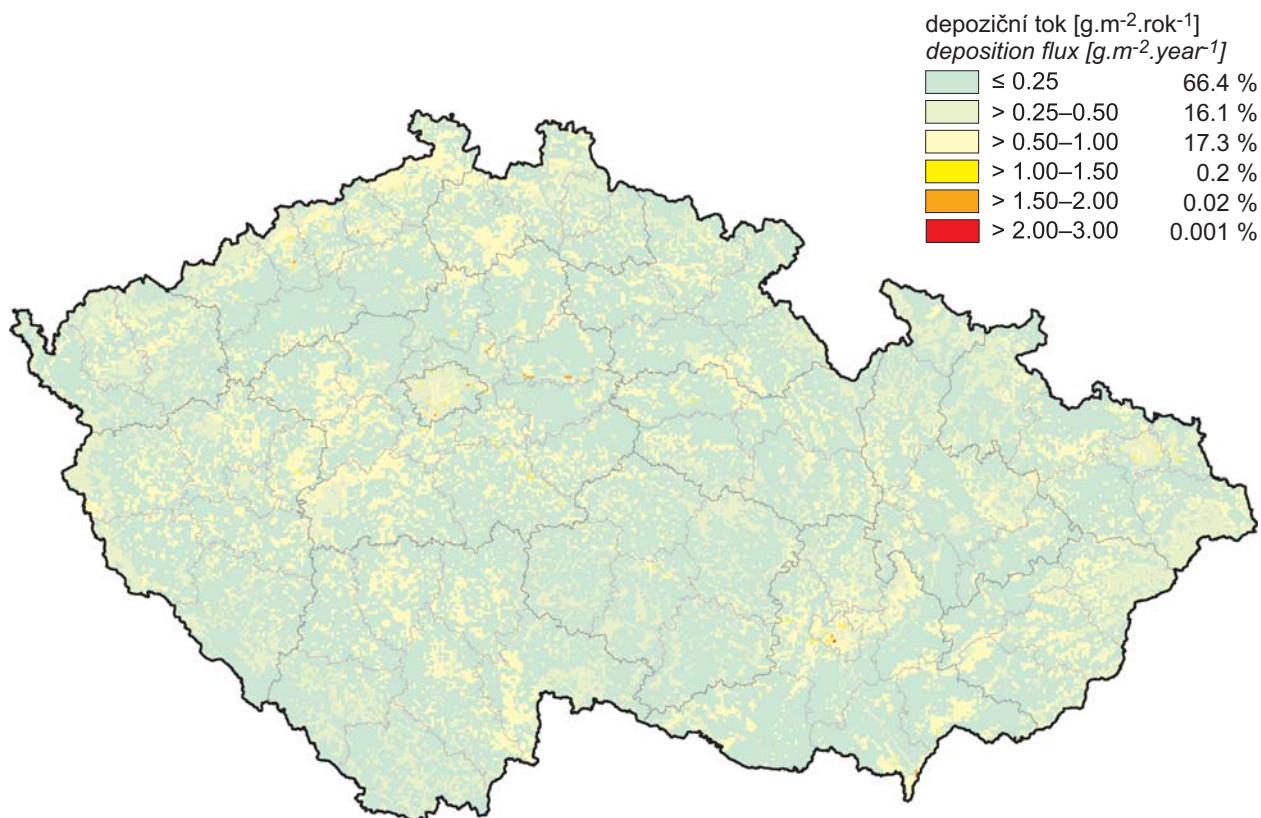 depoziční tok [g.m-2.rok-1]
deposition flux [g.m-2.year-1]
≤ 0.25 66.4 %
> 0.25–0.50 16.1 %
> 0.50–1.00 17.3 %
> 1.00–1.50 0.2 %
> 1.50–2.00 0.02 %
> 2.00–3.00 0.001 %